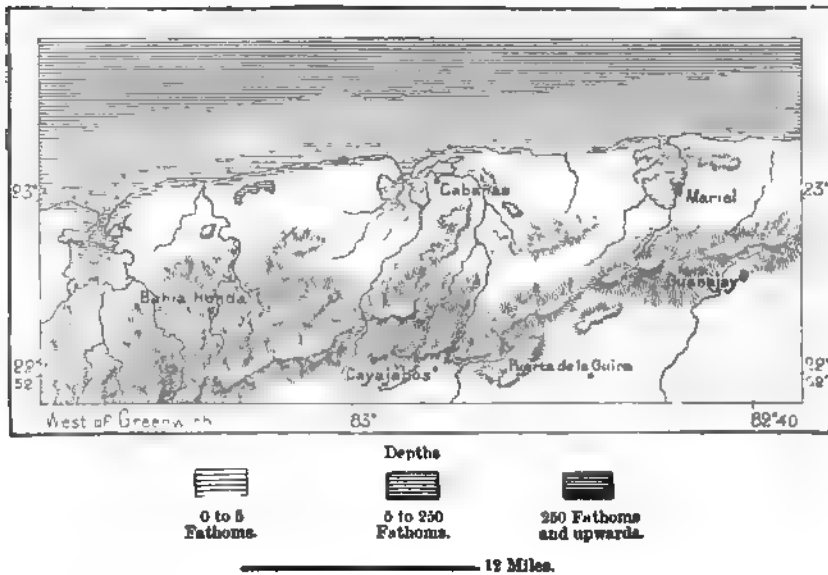 23°
Cabañas
Mariel
23°
Bahia Honda
Guanajay
22°
52'
Cayajabos
Puerta de la Guira
22°
52'
West of Greenwich
83°
82°40
Depths
0 to 5
Fathoms.
5 to 250
Fathoms.
250 Fathoms
and upwards.
12 Miles.